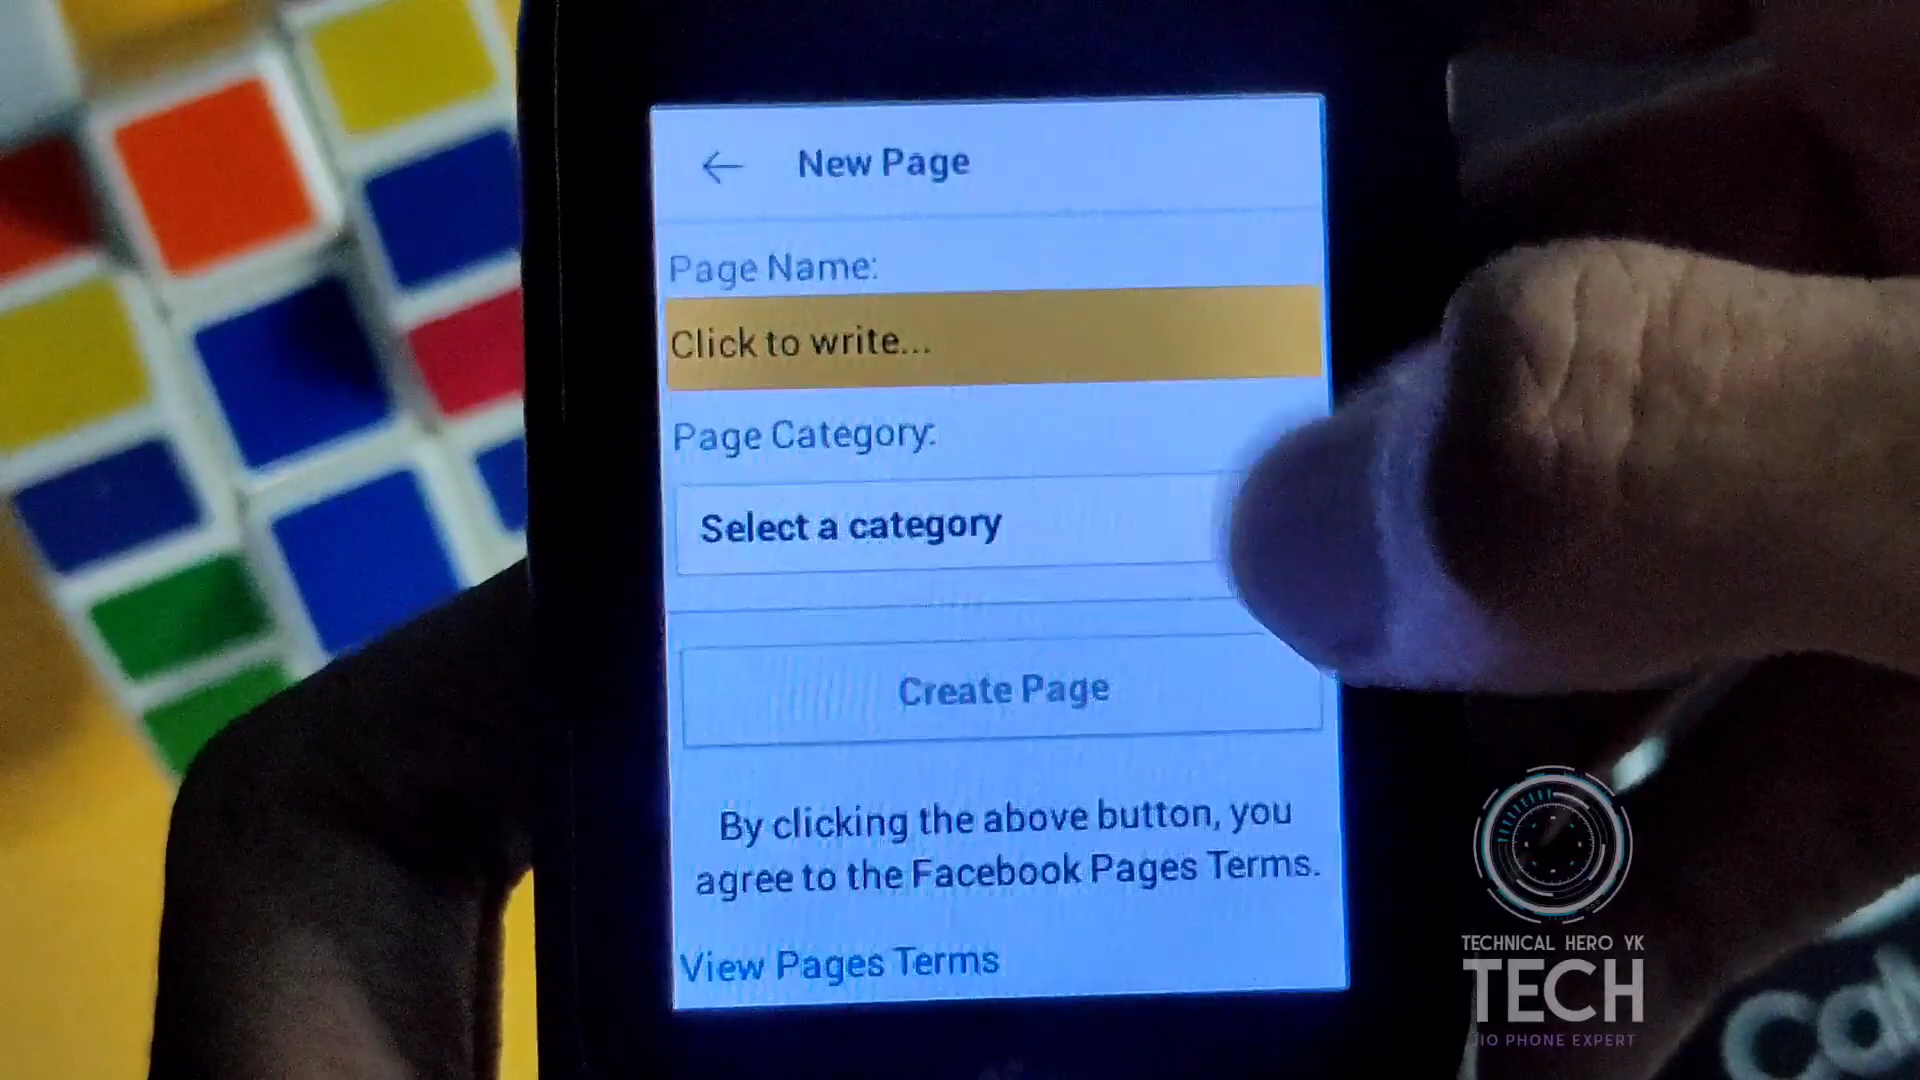 New Page
Page Name:
Click to write...
Page Category:
Select a category
Create Page
By clicking the above button, you
agree to the Facebook Pages Terms.
View Pages Terms
TECHNICAL HERO YK
TECH
JIO PHONE EXPERT